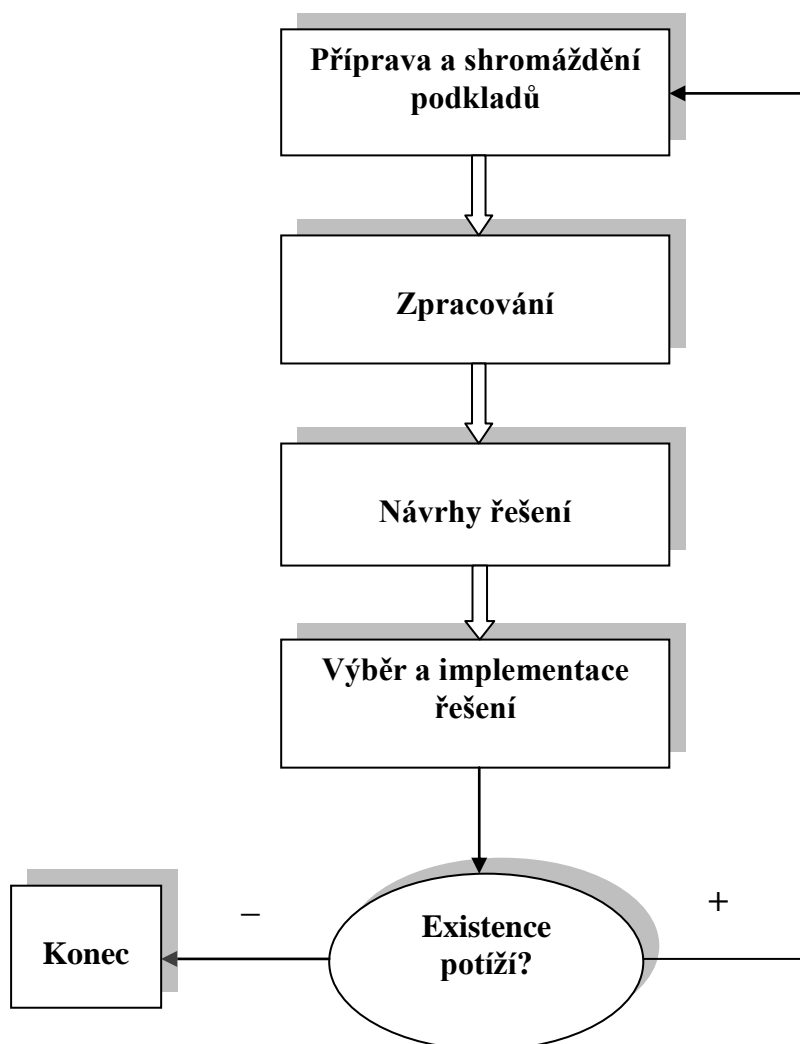 Příprava a shromáždění
podkladů
Zpracování
Návrhy řešení
Výběr a implementace
řešení
–
+
Existence
potíží?
Konec